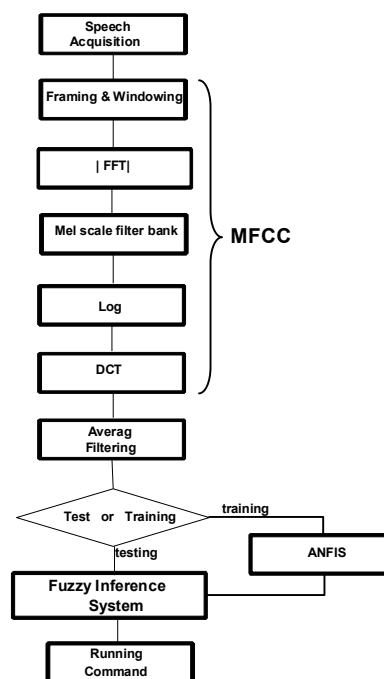 Speech
Acquisition
Framing & Windowing
| FFT|
Mel scale filter bank
MFCC
Log
DCT
Averag
Filtering
Test or Training
training
testing
ANFIS
Fuzzy Inference
System
Running
Command